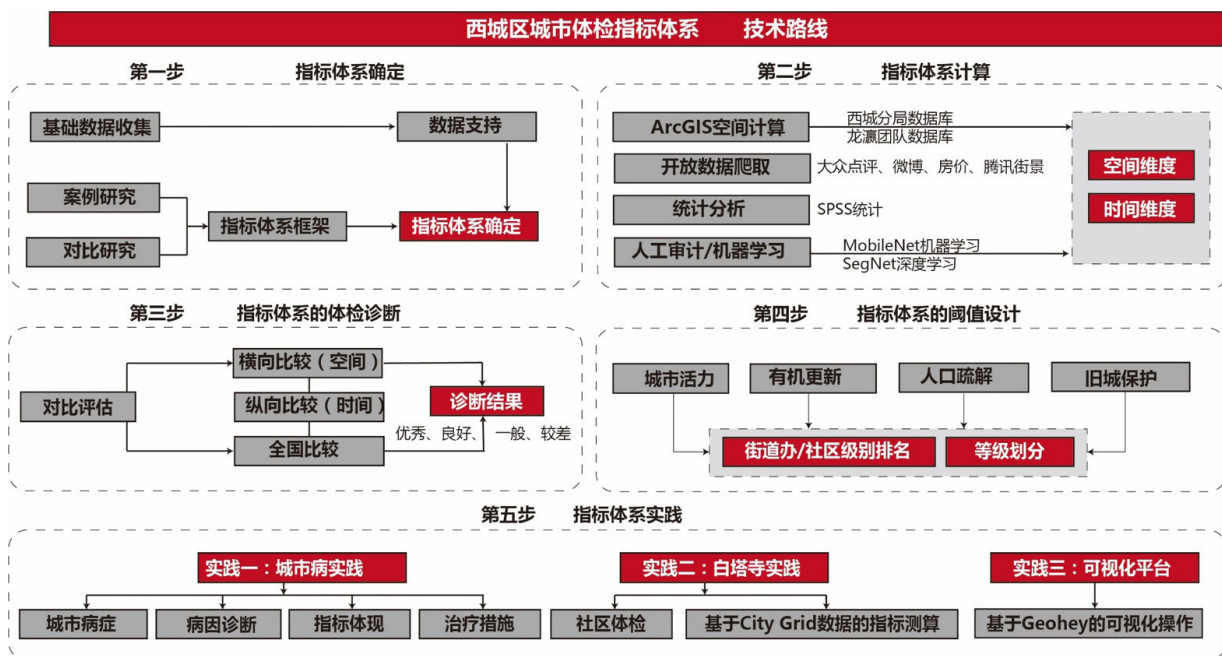 西城区城市体检指标体系 技术路线
第一步 指标体系确定
基础数据收集
数据支持
案例研究
对比研究
指标体系框架
指标体系确定
第二步 指标体系计算
ArcGIS空间计算
西城分局数据库
龙瀛团队数据库
开放数据爬取
大众点评、微博、房价、腾讯街景
统计分析
SPSS统计
人工审计/机器学习
MobileNet机器学习
SegNet深度学习
空间维度
时间维度
第三步 指标体系的体检诊断
对比评估
横向比较(空间)
纵向比较(时间)
全国比较
诊断结果
优秀、良好、 一般、较差
第四步 指标体系的阈值设计
城市活力
有机更新
人口疏解
旧城保护
街道办/社区级别排名
等级划分
第五步 指标体系实践
实践一:城市病实践
城市病症
病因诊断
指标体现
治疗措施
实践二:白塔寺实践
社区体检
基于City Grid数据的指标测算
实践三:可视化平台
基于Geohey的可视化操作